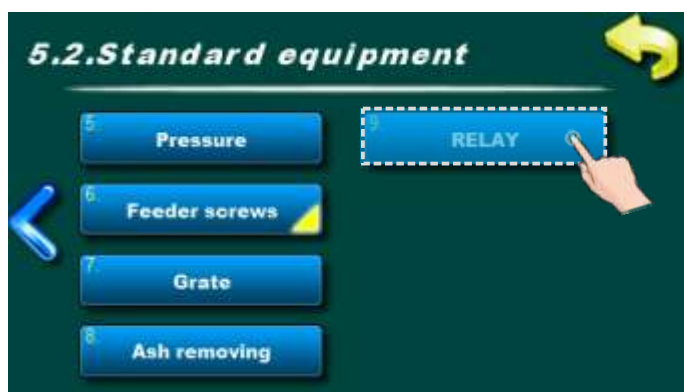 5.2.Standard equipment
5.
Pressure
6.
Feeder screws
7.
Grate
8.
Ash removing
9.
RELAY